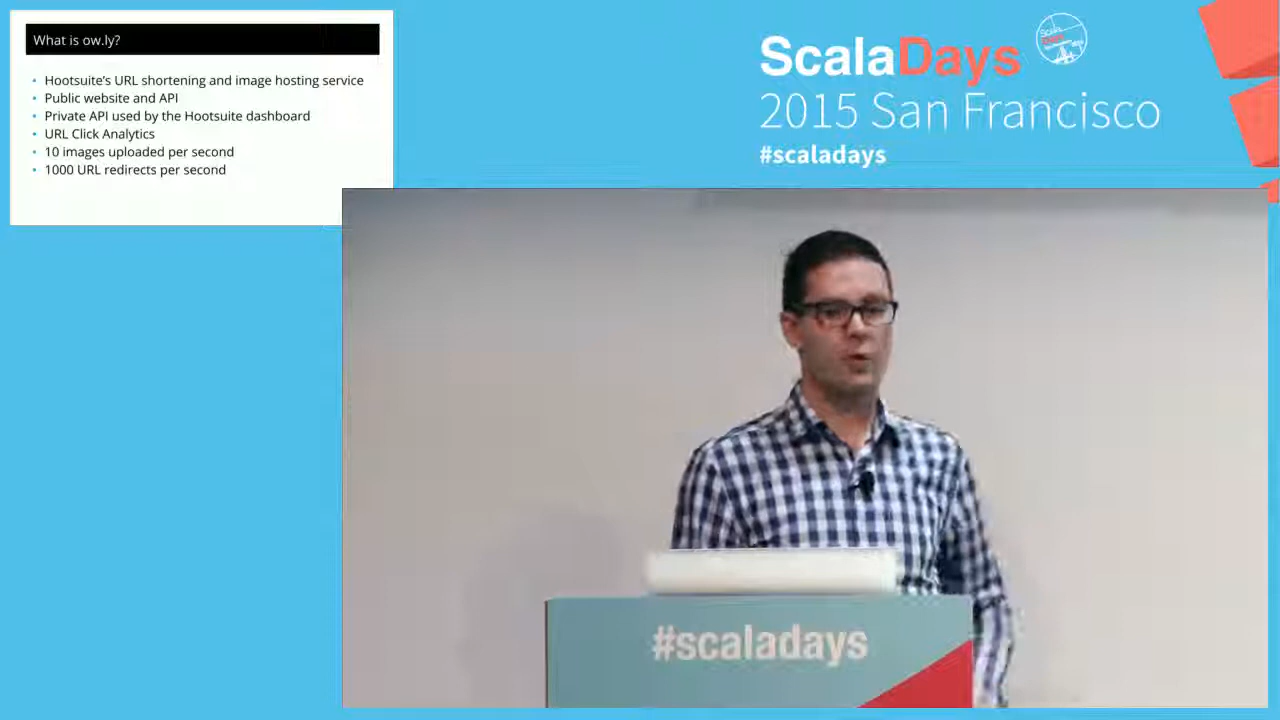 What is ow.ly?
• Hootsuite's URL shortening and image hosting service
• Public website and API
• Private API used by the Hootsuite dashboard
• URL Click Analytics
• 10 images uploaded per second
• 1000 URL redirects per second
ScalaDays
2015 San Francisco
#scaladays
#scaladays